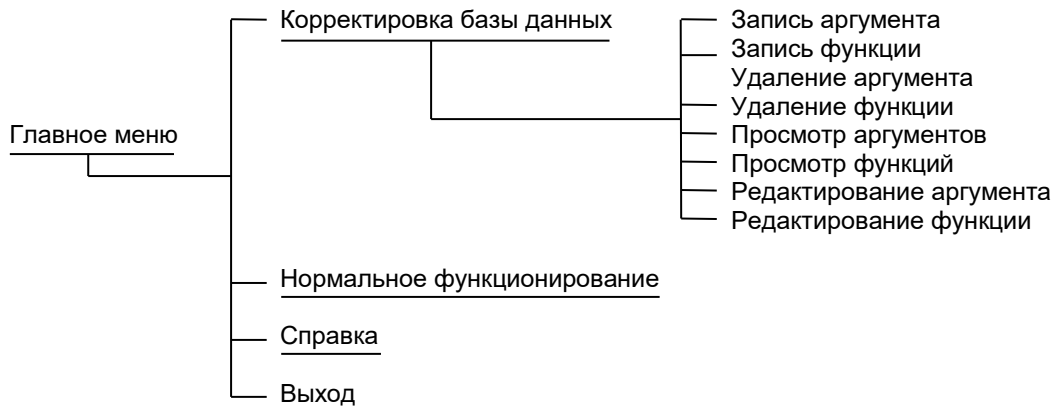 Корректировка базы данных
Запись аргумента
Запись функции
Удаление аргумента
Удаление функции
Просмотр аргументов
Просмотр функций
Редактирование аргумента
Редактирование функции
Главное меню
Нормальное функционирование
Справка
Выход